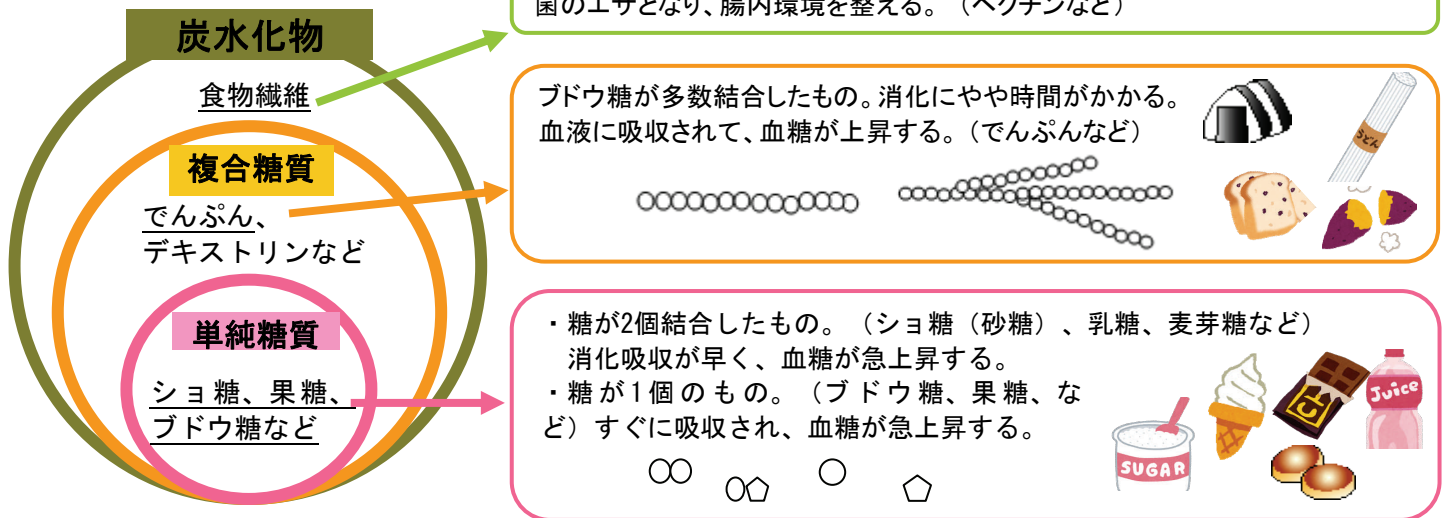 菌のエサとなり、腸内環境を整える。（ペクチンなど）
炭水化物
食物繊維
複合糖質
でんぷん、
デキストリンなど
単純糖質
ショ糖、果糖、
ブドウ糖など
ブドウ糖が多数結合したもの。消化にやや時間がかかる。
血液に吸収されて、血糖が上昇する。（でんぷんなど）
うどん
・糖が2個結合したもの。（ショ糖（砂糖）、乳糖、麦芽糖など）
消化吸収が早く、血糖が急上昇する。
・糖が1個のもの。（ブドウ糖、果糖、な
ど）すぐに吸収され、血糖が急上昇する。
SUGAR
Juice